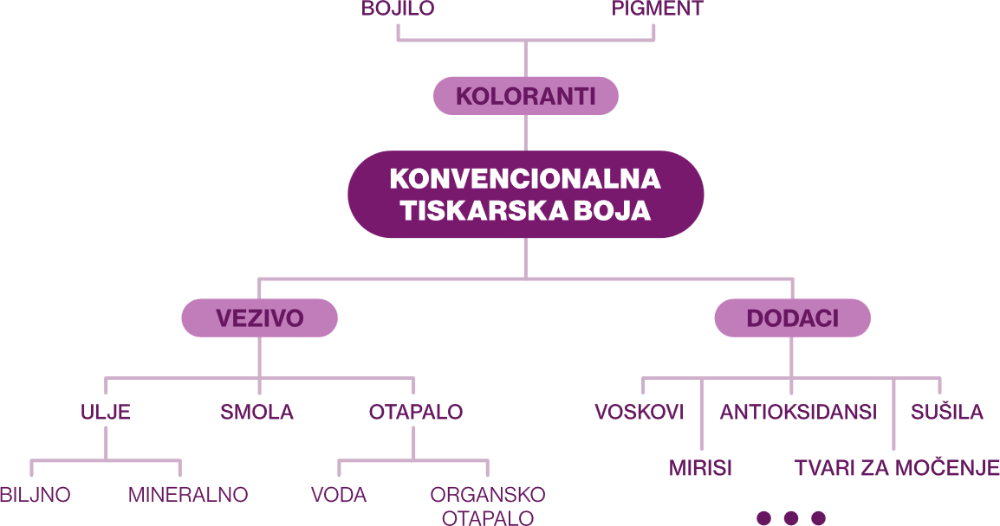 BOJILO
PIGMENT
KOLORANTI
KONVENCIONALNA
TISKARSKA BOJA
VEZIVO
DODACI
ULJE
SMOLA
OTAPALO
VOSKOVI
ANTIOKSIDANSI
SUŠILA
MIRISI
TVARI ZA MOČENJE
BILJNO
MINERALNO
VODA
ORGANSKO
OTAPALO